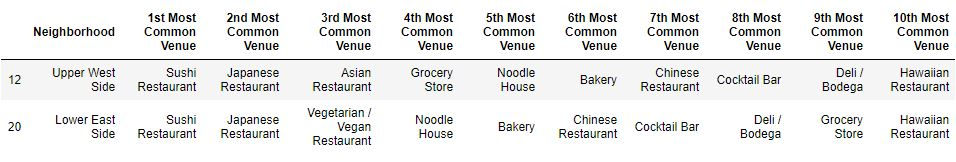 Neighborhood 1st Most Common Venue 2nd Most Common Venue 3rd Most Common Venue 4th Most Common Venue 5th Most Common Venue 6th Most Common Venue 7th Most Common Venue 8th Most Common Venue 9th Most Common Venue 10th Most Common Venue
12 Upper West Side Sushi Restaurant Japanese Restaurant Asian Restaurant Grocery Store Noodle House Bakery Chinese Restaurant Cocktail Bar Deli / Bodega Hawaiian Restaurant
20 Lower East Side Sushi Restaurant Japanese Restaurant Vegetarian / Vegan Restaurant Noodle House Bakery Chinese Restaurant Cocktail Bar Deli / Bodega Grocery Store Hawaiian Restaurant